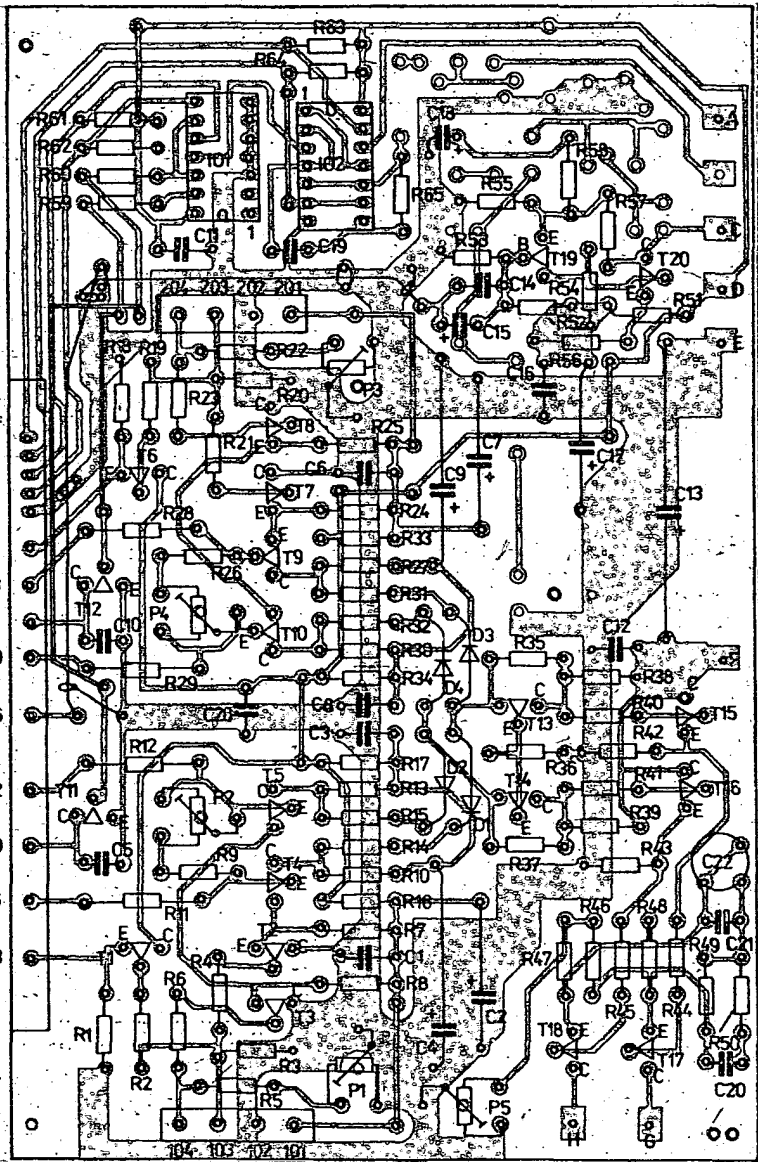 R63
R64
R61
1
A
C18
R62
IO1
IO2
R58
R60
R65
R55
R57
R59
1
C
C19
R53
B
E
T19
C
T20
204 203 202 201
C14
R54
E
D
C15
R52
R51
R18 R19
R22
R56
E
P3
C16
R23
R20
C
T8
R25
R21
E
T6
C6
C7
C17
E C
C
C9
T7
R24
C13
E
R28
R33
T9
R26
R27
C
C E
R31
T12
P4
R32
D3
R35
C12
C10
E
T10
R30
C
R38
R29
R34
D4
F
C8
C
R40
C20
T13
T15
C3
E
R42
R12
E
T5
R17
R36
C
T11
C
R13
D2
T14
R41
T16
P2
E
C
C
E
R15
R39
E
E
C5
R9
C
R14
R43
T4
R37
E
R10
C22
R11
R16
R46
R48
E
R7
E C
E C
R47
R49
C21
C1
R4
R6
R8
T3
C2
R45
R44
R1
T18
E
E
R50
C4
T17
R2
R3
C
C
C20
P1
R5
P5
H
G
104 103 102 101